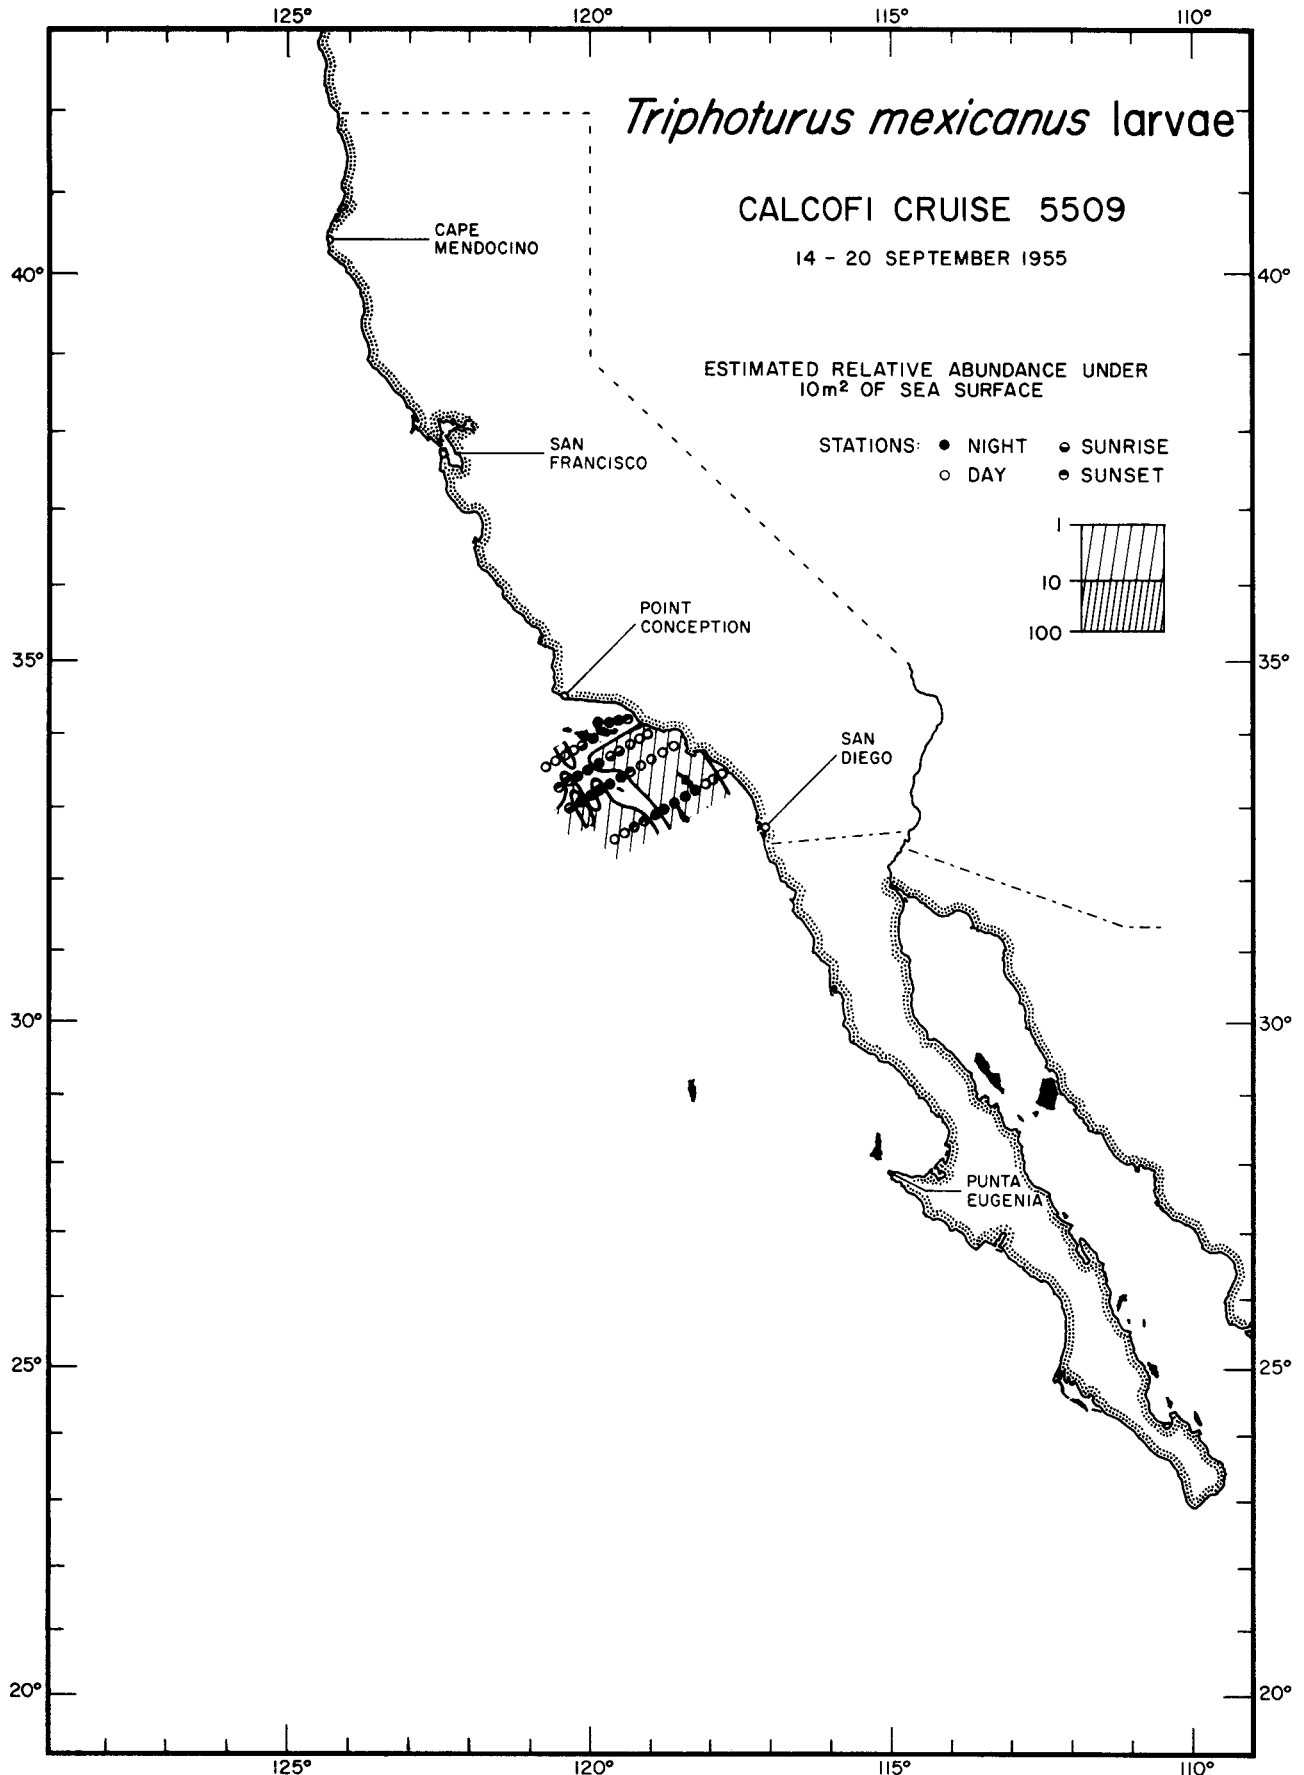 125°
120°
115°
110°
Triphoturus mexicanus larvae
CALCOFI CRUISE 5509
14 - 20 SEPTEMBER 1955
CAPE
MENDOCINO
40°
40°
ESTIMATED RELATIVE ABUNDANCE UNDER
10m² OF SEA SURFACE
STATIONS: ● NIGHT ◒ SUNRISE
○ DAY ◓ SUNSET
SAN
FRANCISCO
1
10
100
POINT
CONCEPTION
35°
35°
SAN
DIEGO
30°
30°
PUNTA
EUGENIA
25°
25°
20°
20°
125°
120°
115°
110°